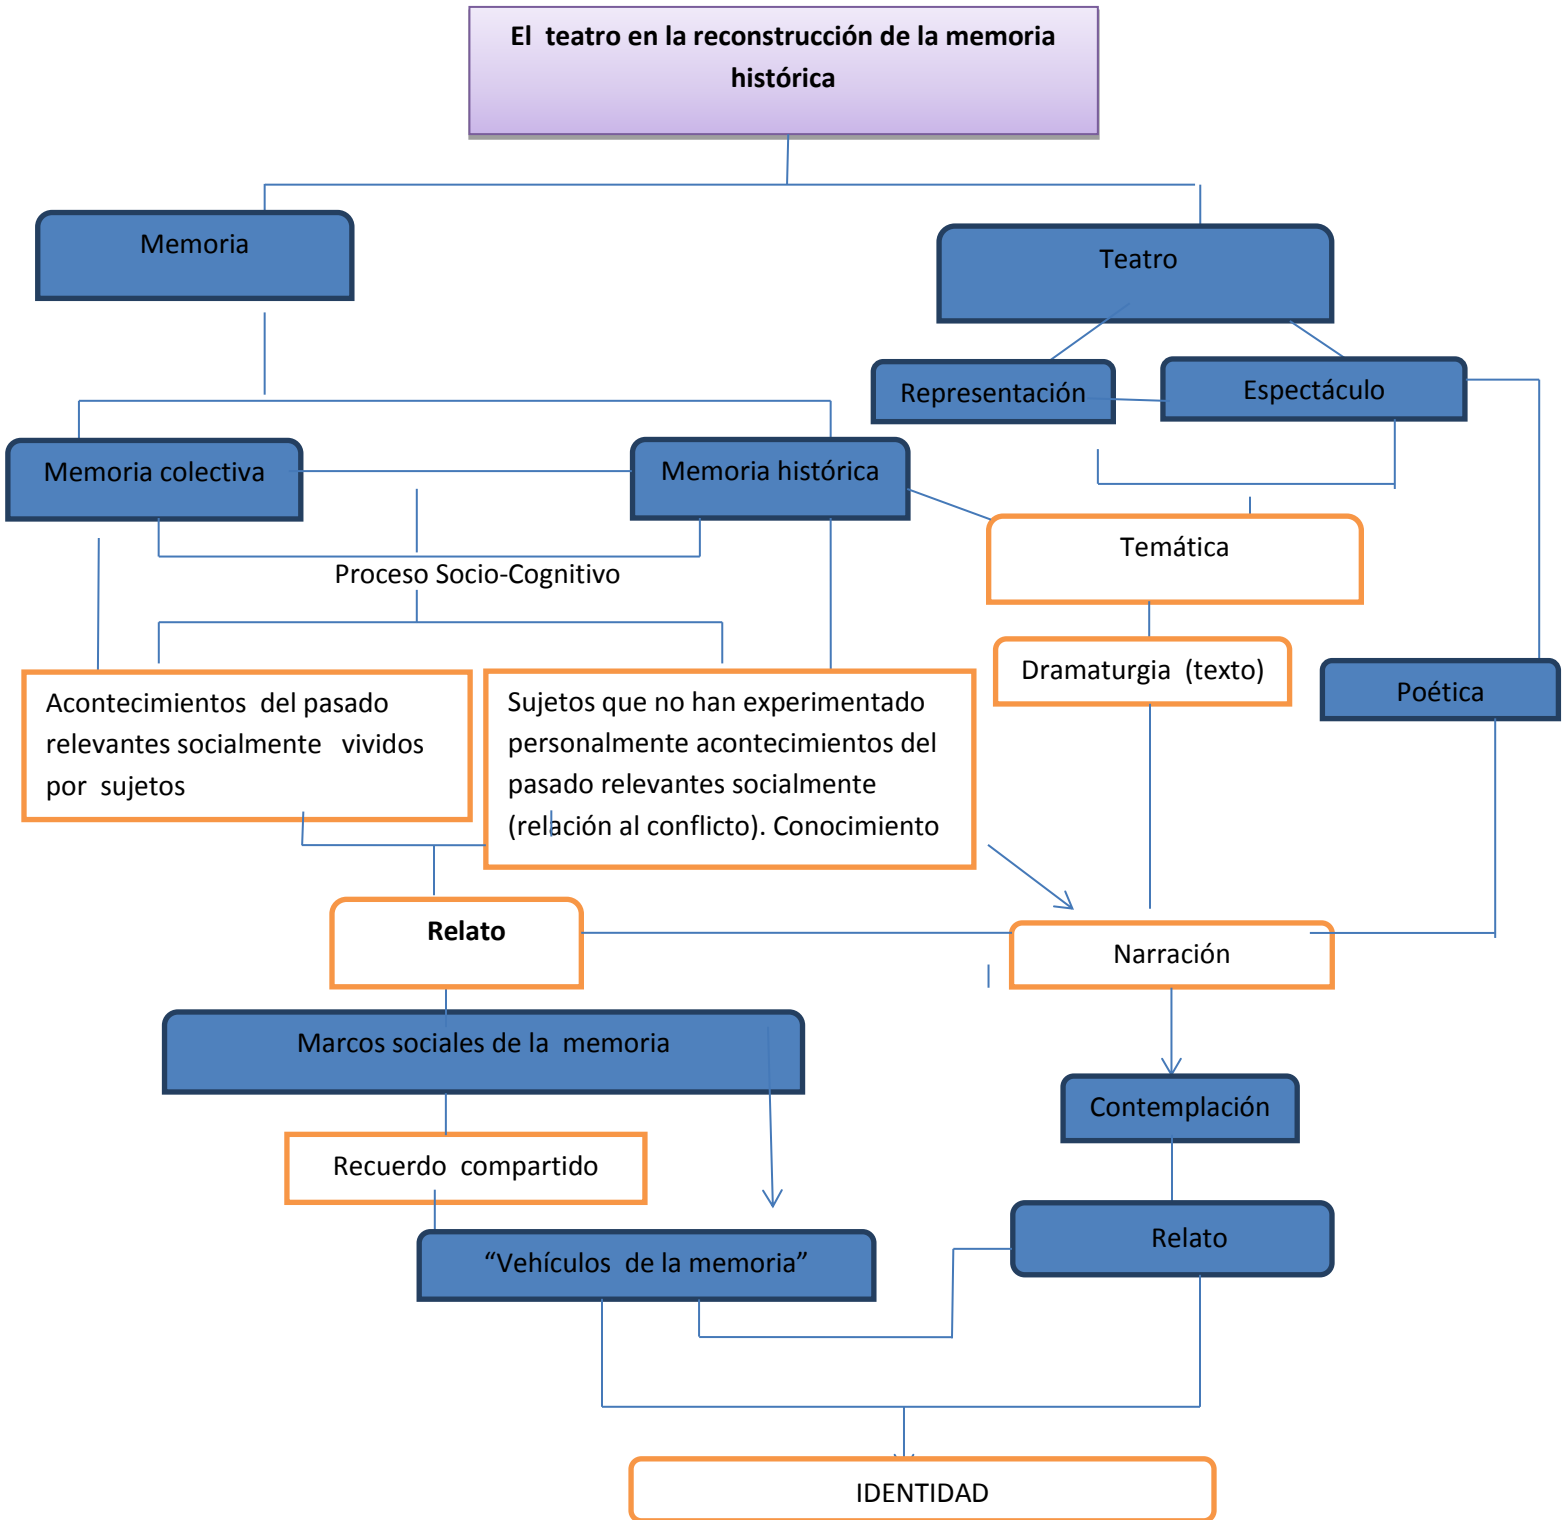 El teatro en la reconstrucción de la memoria
histórica
Memoria
Teatro
Representación
Espectáculo
Memoria colectiva
Memoria histórica
Temática
Proceso Socio-Cognitivo
Dramaturgia (texto)
Poética
Acontecimientos del pasado
relevantes socialmente vividos
por sujetos
Sujetos que no han experimentado
personalmente acontecimientos del
pasado relevantes socialmente
(relación al conflicto). Conocimiento
Relato
Narración
Marcos sociales de la memoria
Contemplación
Recuerdo compartido
Relato
“Vehículos de la memoria”
IDENTIDAD